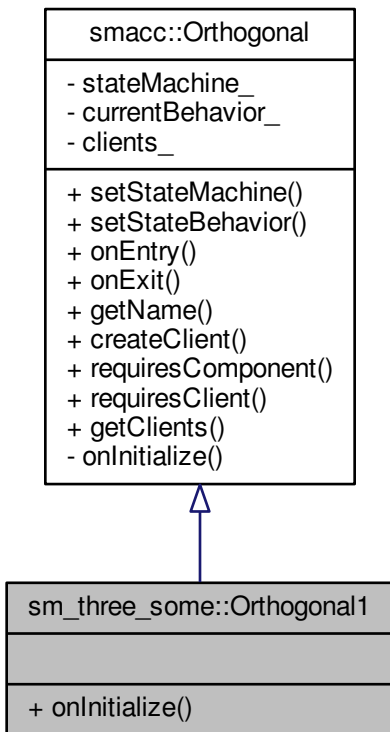 smacc::Orthogonal
- stateMachine_
- currentBehavior_
- clients_
+ setStateMachine()
+ setStateBehavior()
+ onEntry()
+ onExit()
+ getName()
+ createClient()
+ requiresComponent()
+ requiresClient()
+ getClients()
- onInitialize()
sm_three_some::Orthogonal1
+ onInitialize()